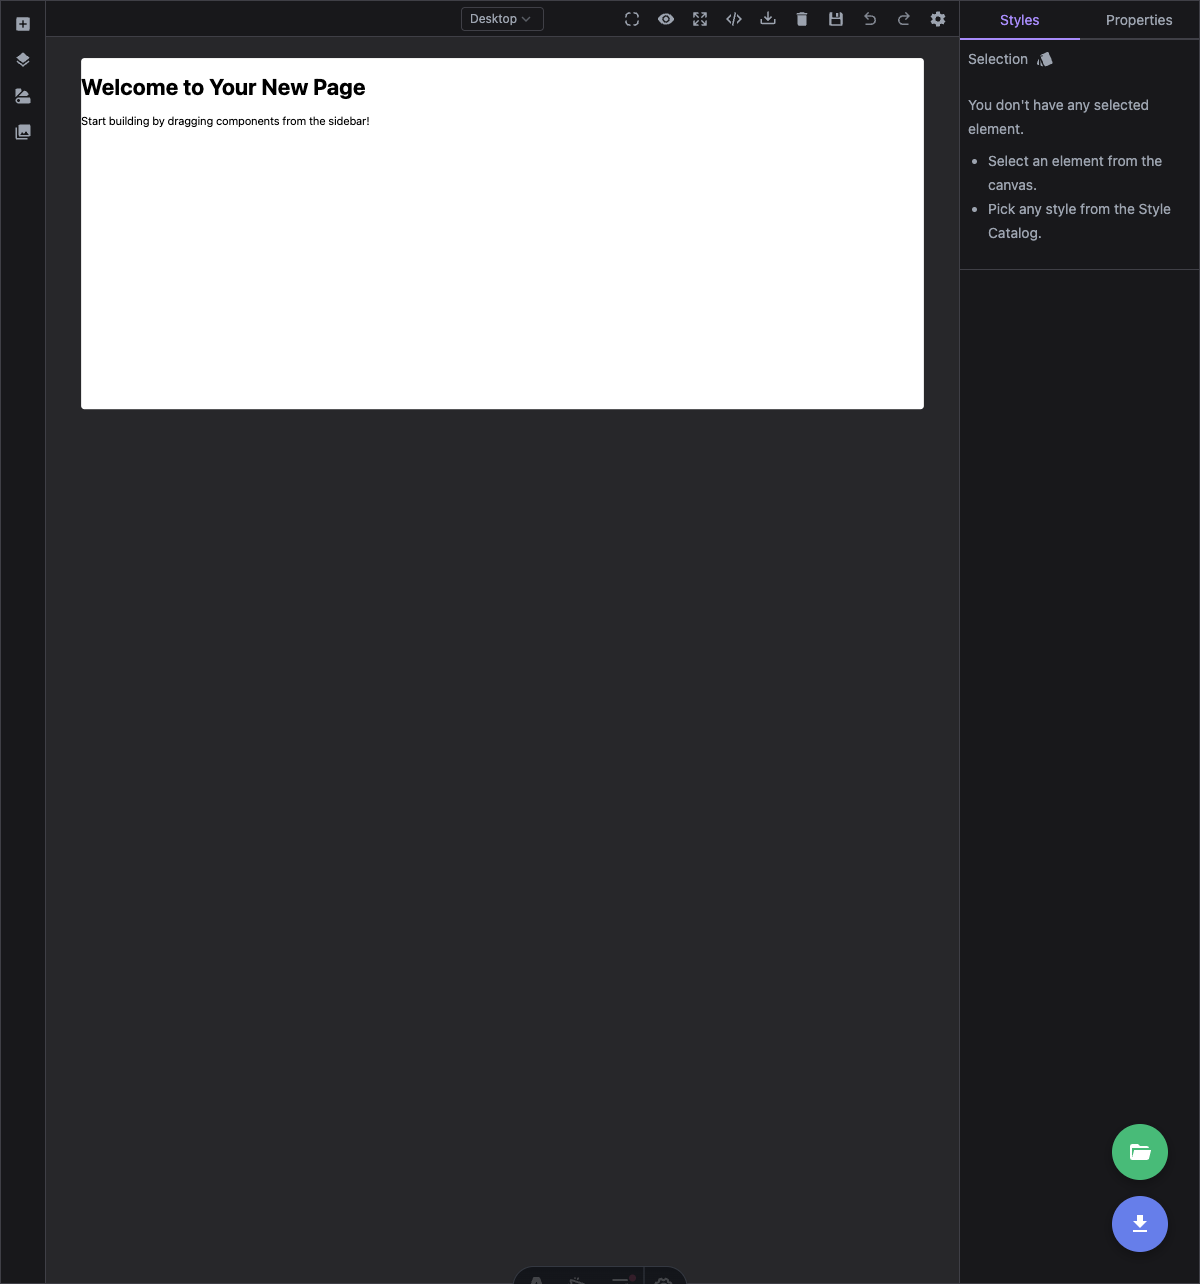 Desktop
Styles
Properties
Selection
Welcome to Your New Page
Start building by dragging components from the sidebar!
You don't have any selected
element.
Select an element from the
canvas.
Pick any style from the Style
Catalog.